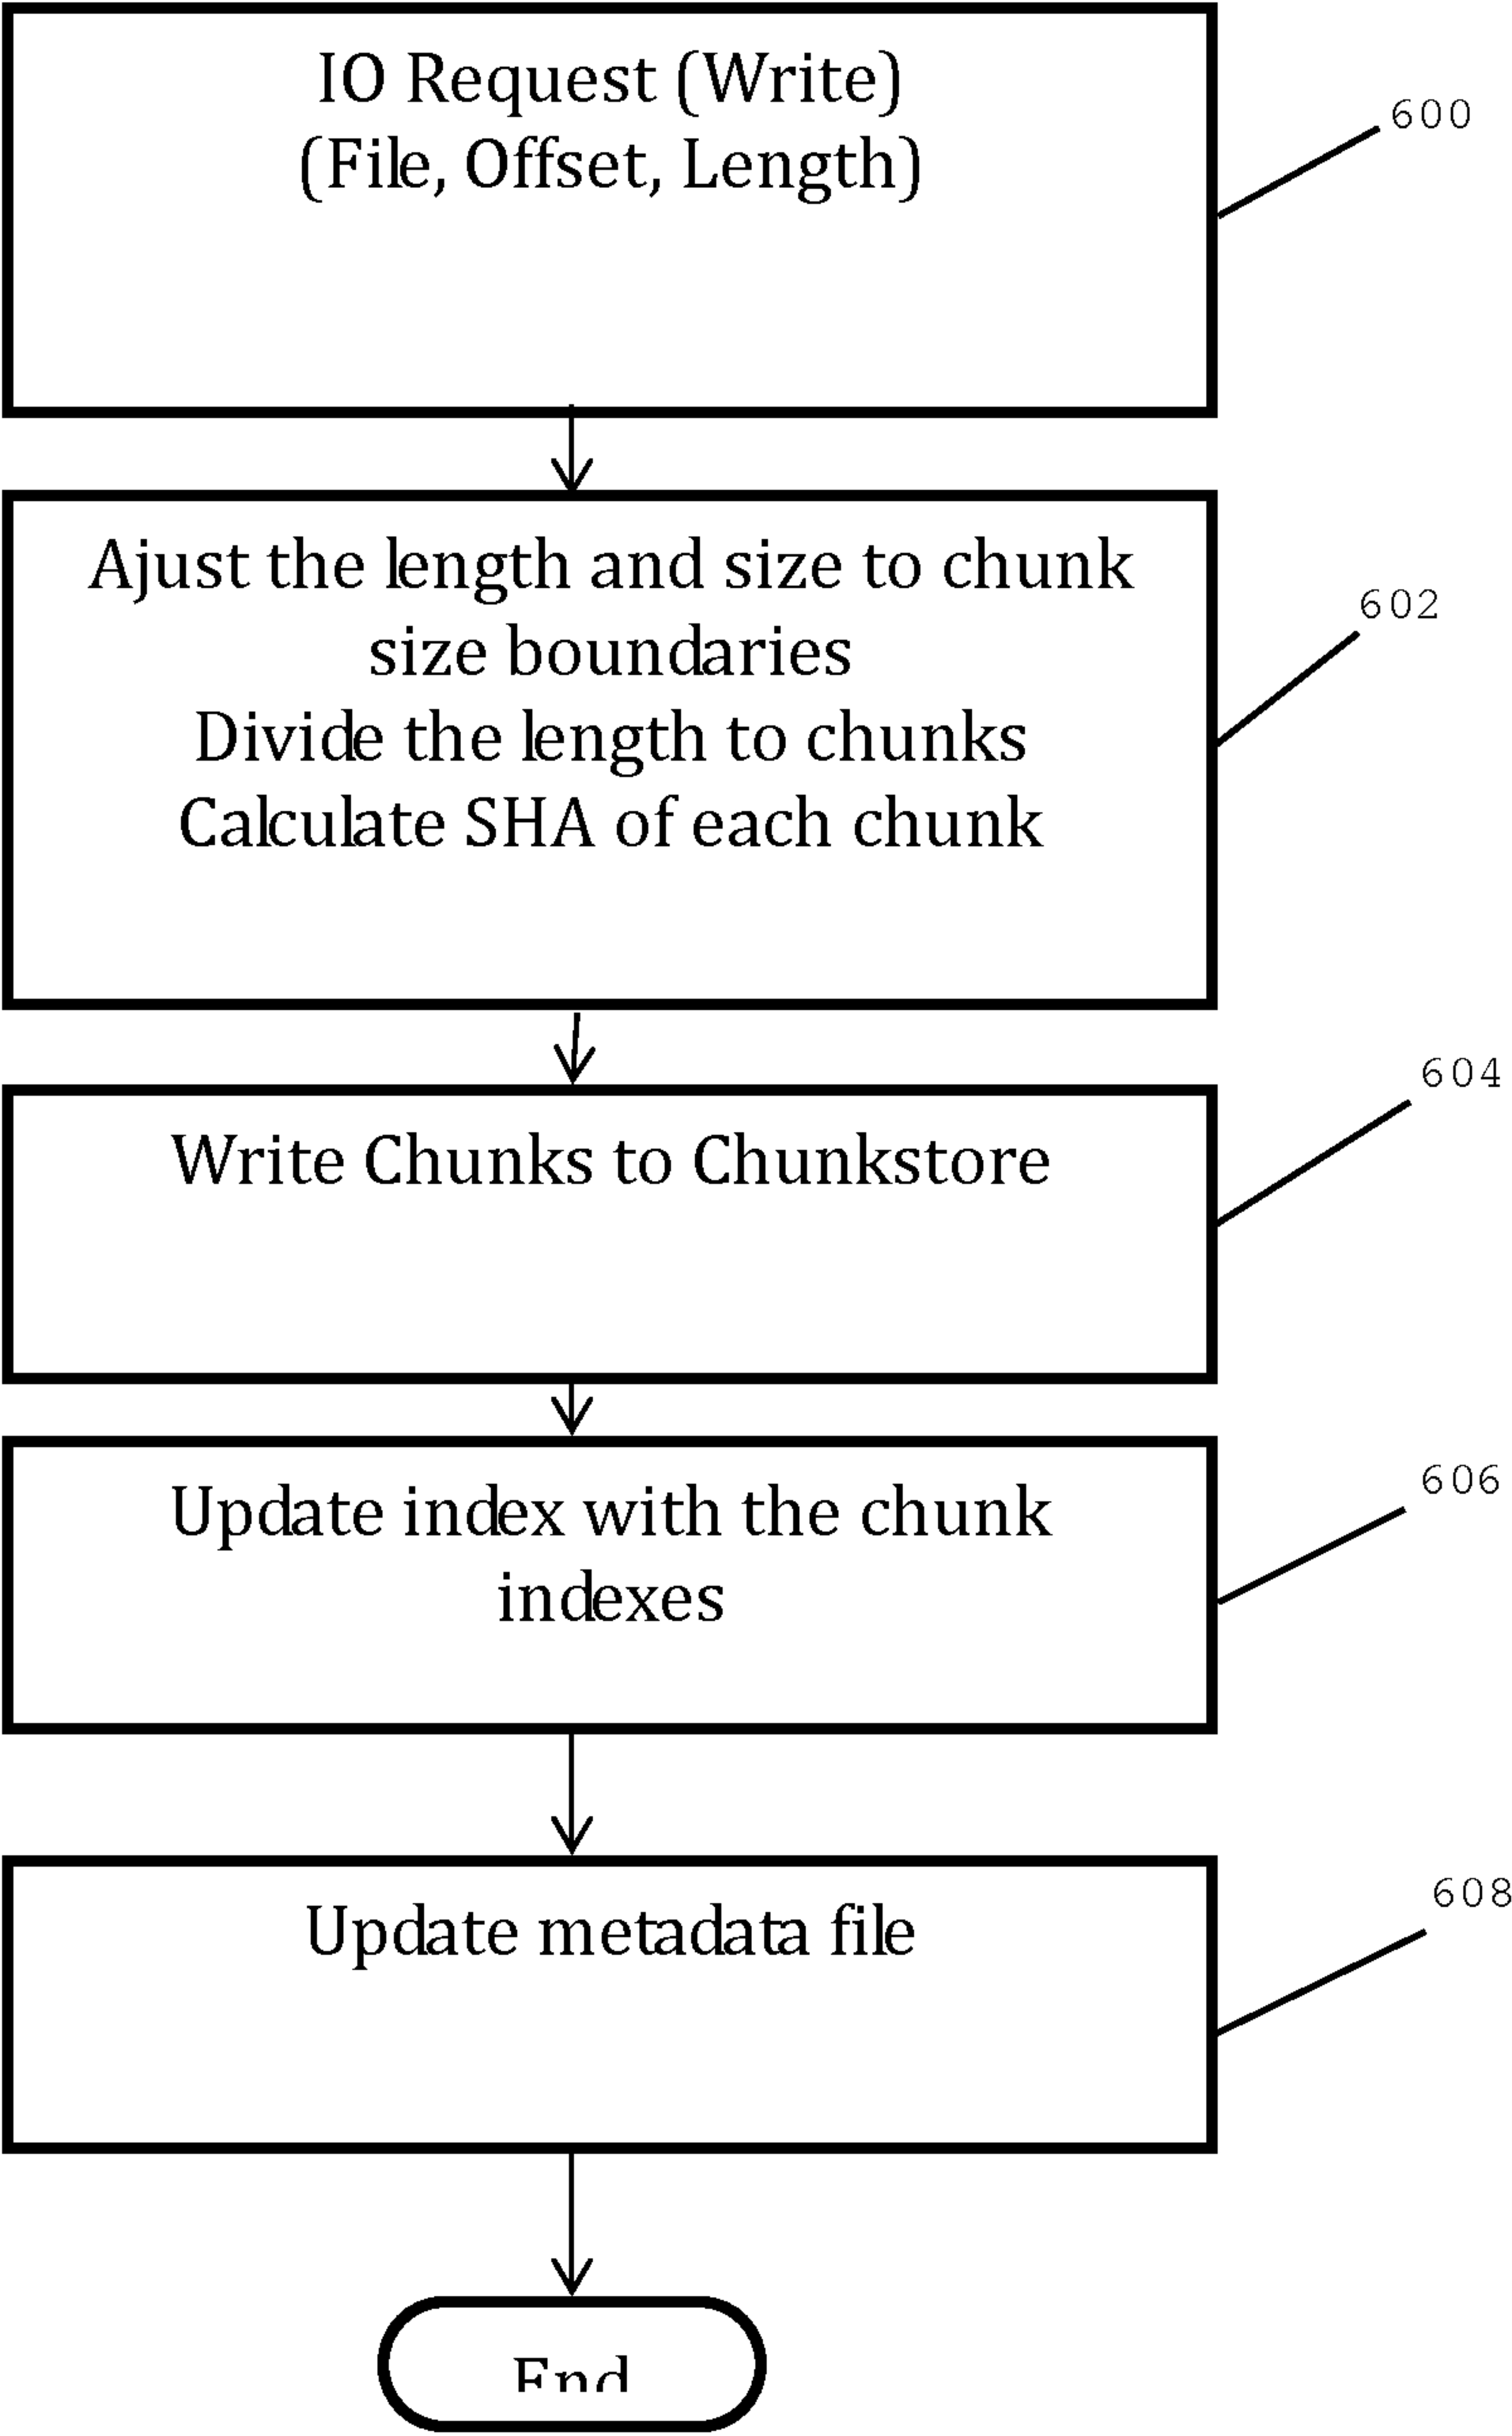 IO Request (Write)
(File, Offset, Length)
600
Ajust the length and size to chunk
size boundaries
Divide the length to chunks
Calculate SHA of each chunk
602
Write Chunks to Chunkstore
604
Update index with the chunk
indexes
606
Update metadata file
608
End